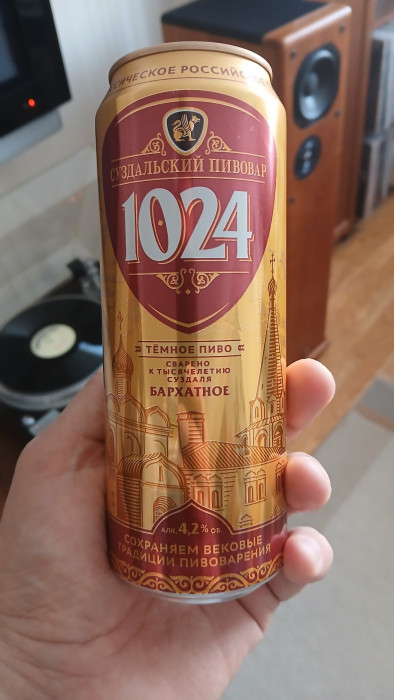 СУЗДАЛЬСКИЙ ПИВОВАР
1024
ТЁМНОЕ ПИВО
СВАРЕНО
К ТЫСЯЧЕЛЕТИЮ
СУЗДАЛЯ
БАРХАТНОЕ
АЛК. 4,2% ОБ.
СОХРАНЯЕМ ВЕКОВЫЕ
ТРАДИЦИИ ПИВОВАРЕНИЯ